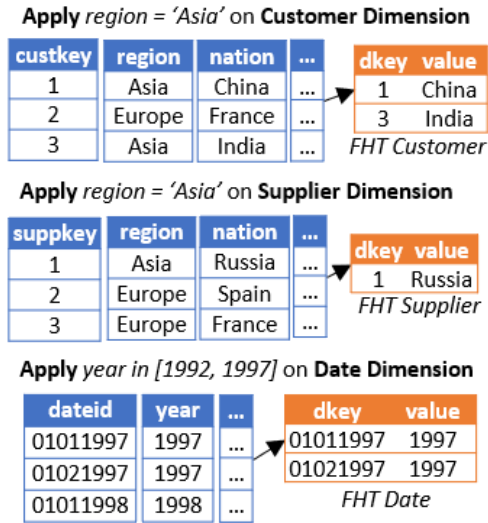 Apply region = ‘Asia’ on Customer Dimension
custkey region nation ...
1 Asia China ...
2 Europe France ...
3 Asia India ...
dkey value
1 China
3 India
FHT Customer
Apply region = ‘Asia’ on Supplier Dimension
suppkey region nation ...
1 Asia Russia ...
2 Europe Spain ...
3 Europe France ...
dkey value
1 Russia
FHT Supplier
Apply year in [1992, 1997] on Date Dimension
dateid year ...
01011997 1997 ...
01021997 1997 ...
01011998 1998 ...
dkey value
01011997 1997
01021997 1997
FHT Date